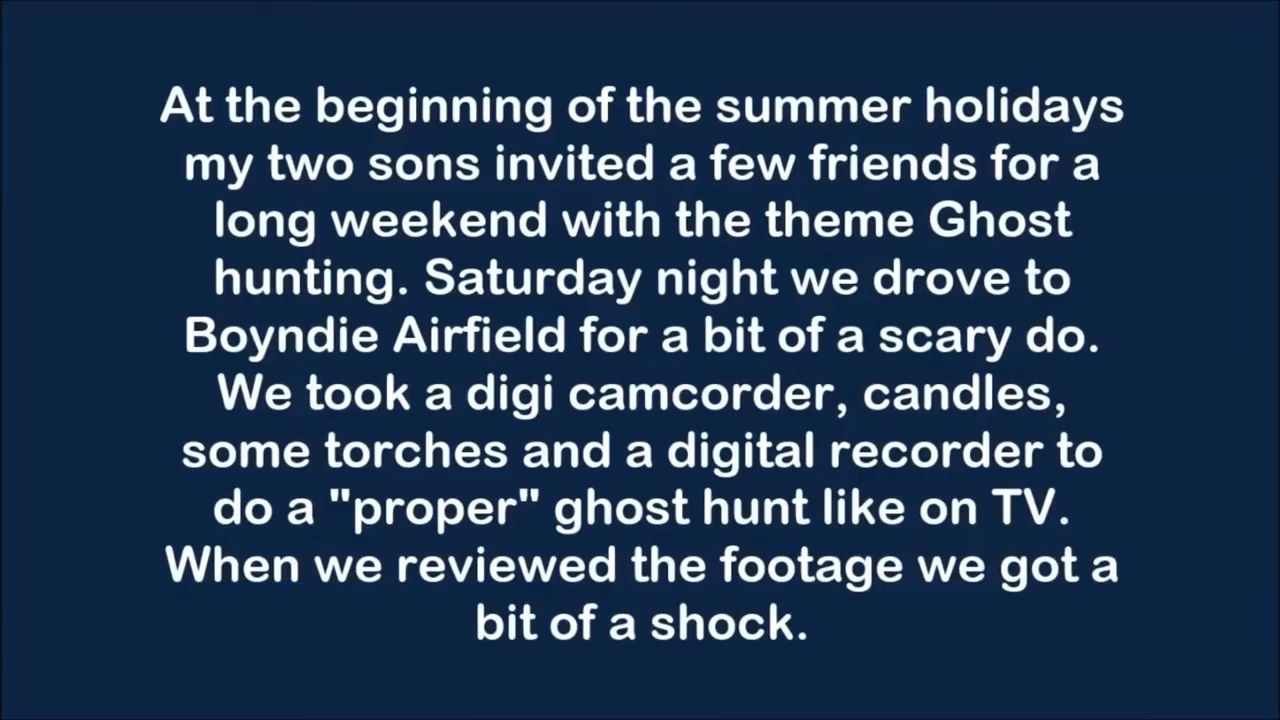 At the beginning of the summer holidays
my two sons invited a few friends for a
long weekend with the theme Ghost
hunting. Saturday night we drove to
Boyndie Airfield for a bit of a scary do.
We took a digi camcorder, candles,
some torches and a digital recorder to
do a "proper" ghost hunt like on TV.
When we reviewed the footage we got a
bit of a shock.